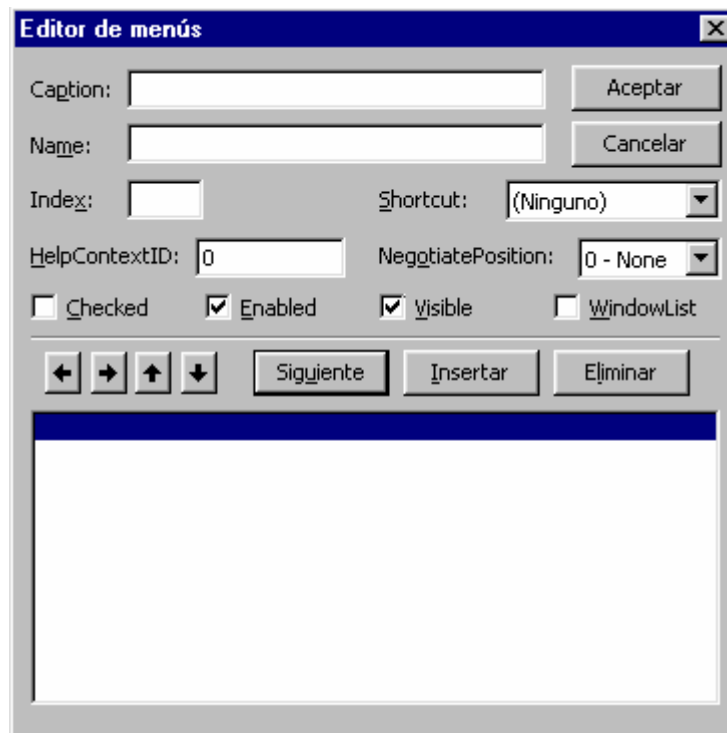 Editor de menús
Caption: Aceptar
Name: Cancelar
Index: Shortcut: (Ninguno)
HelpContextID: 0 NegotiatePosition: 0 - None
Checked Enabled Visible WindowList
Siguiente Insertar Eliminar